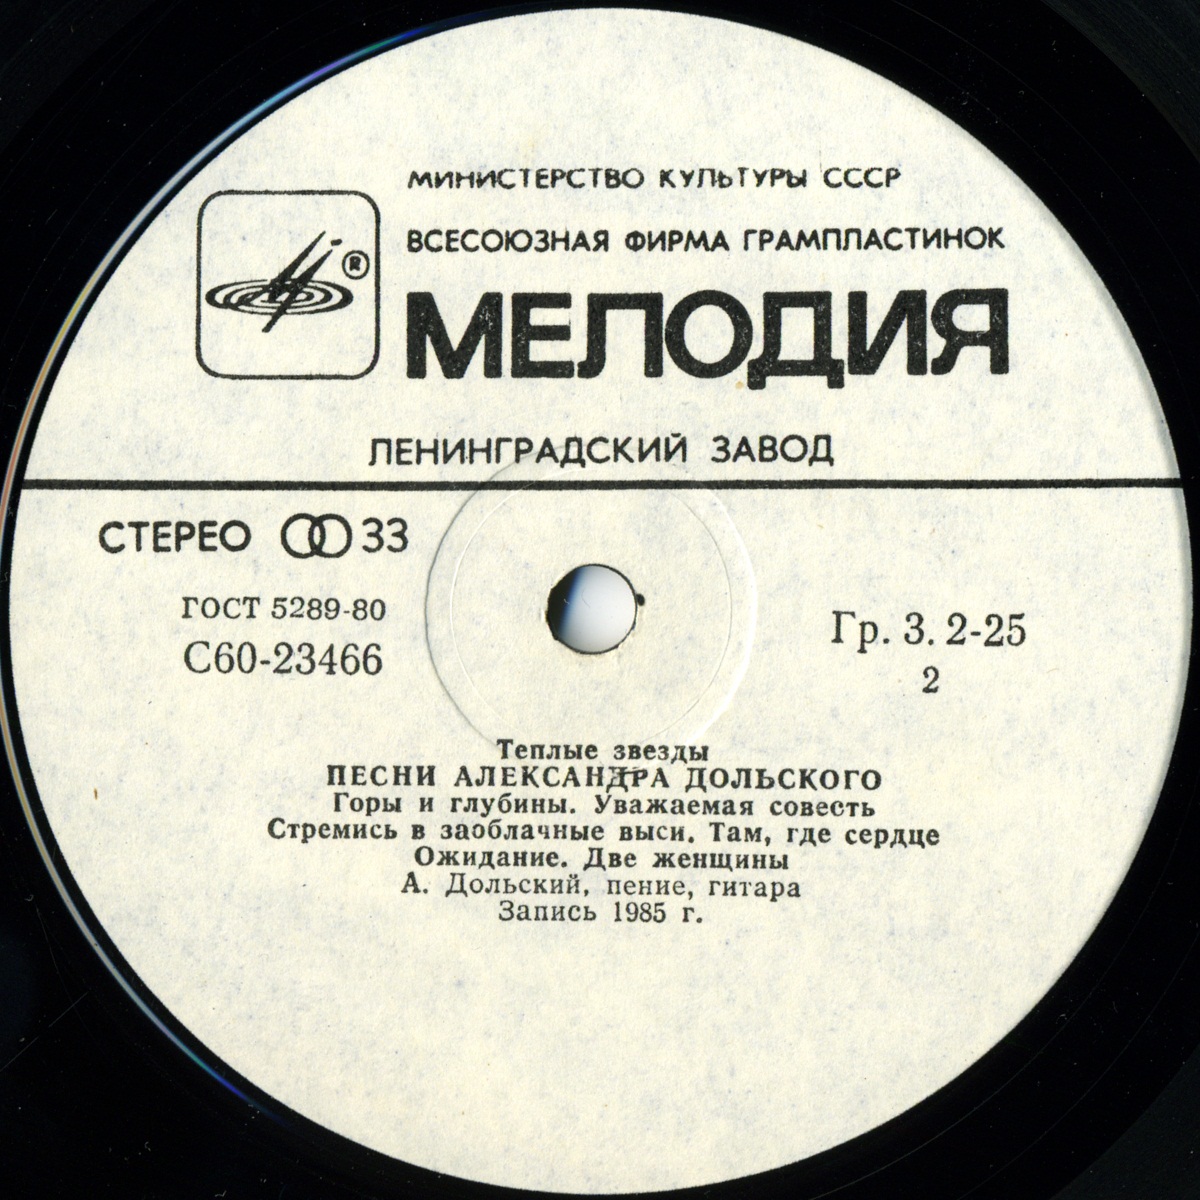 МИНИСТЕРСТВО КУЛЬТУРЫ СССР
ВСЕСОЮЗНАЯ ФИРМА ГРАМПЛАСТИНОК
®
МЕЛОДИЯ
ЛЕНИНГРАДСКИЙ ЗАВОД
СТЕРЕО 33
ГОСТ 5289-80
С60-23466
Гр. 3. 2-25
2
Теплые звезды
ПЕСНИ АЛЕКСАНДРА ДОЛЬСКОГО
Горы и глубины. Уважаемая совесть
Стремись в заоблачные выси. Там, где сердце
Ожидание. Две женщины
А. Дольский, пение, гитара
Запись 1985 г.